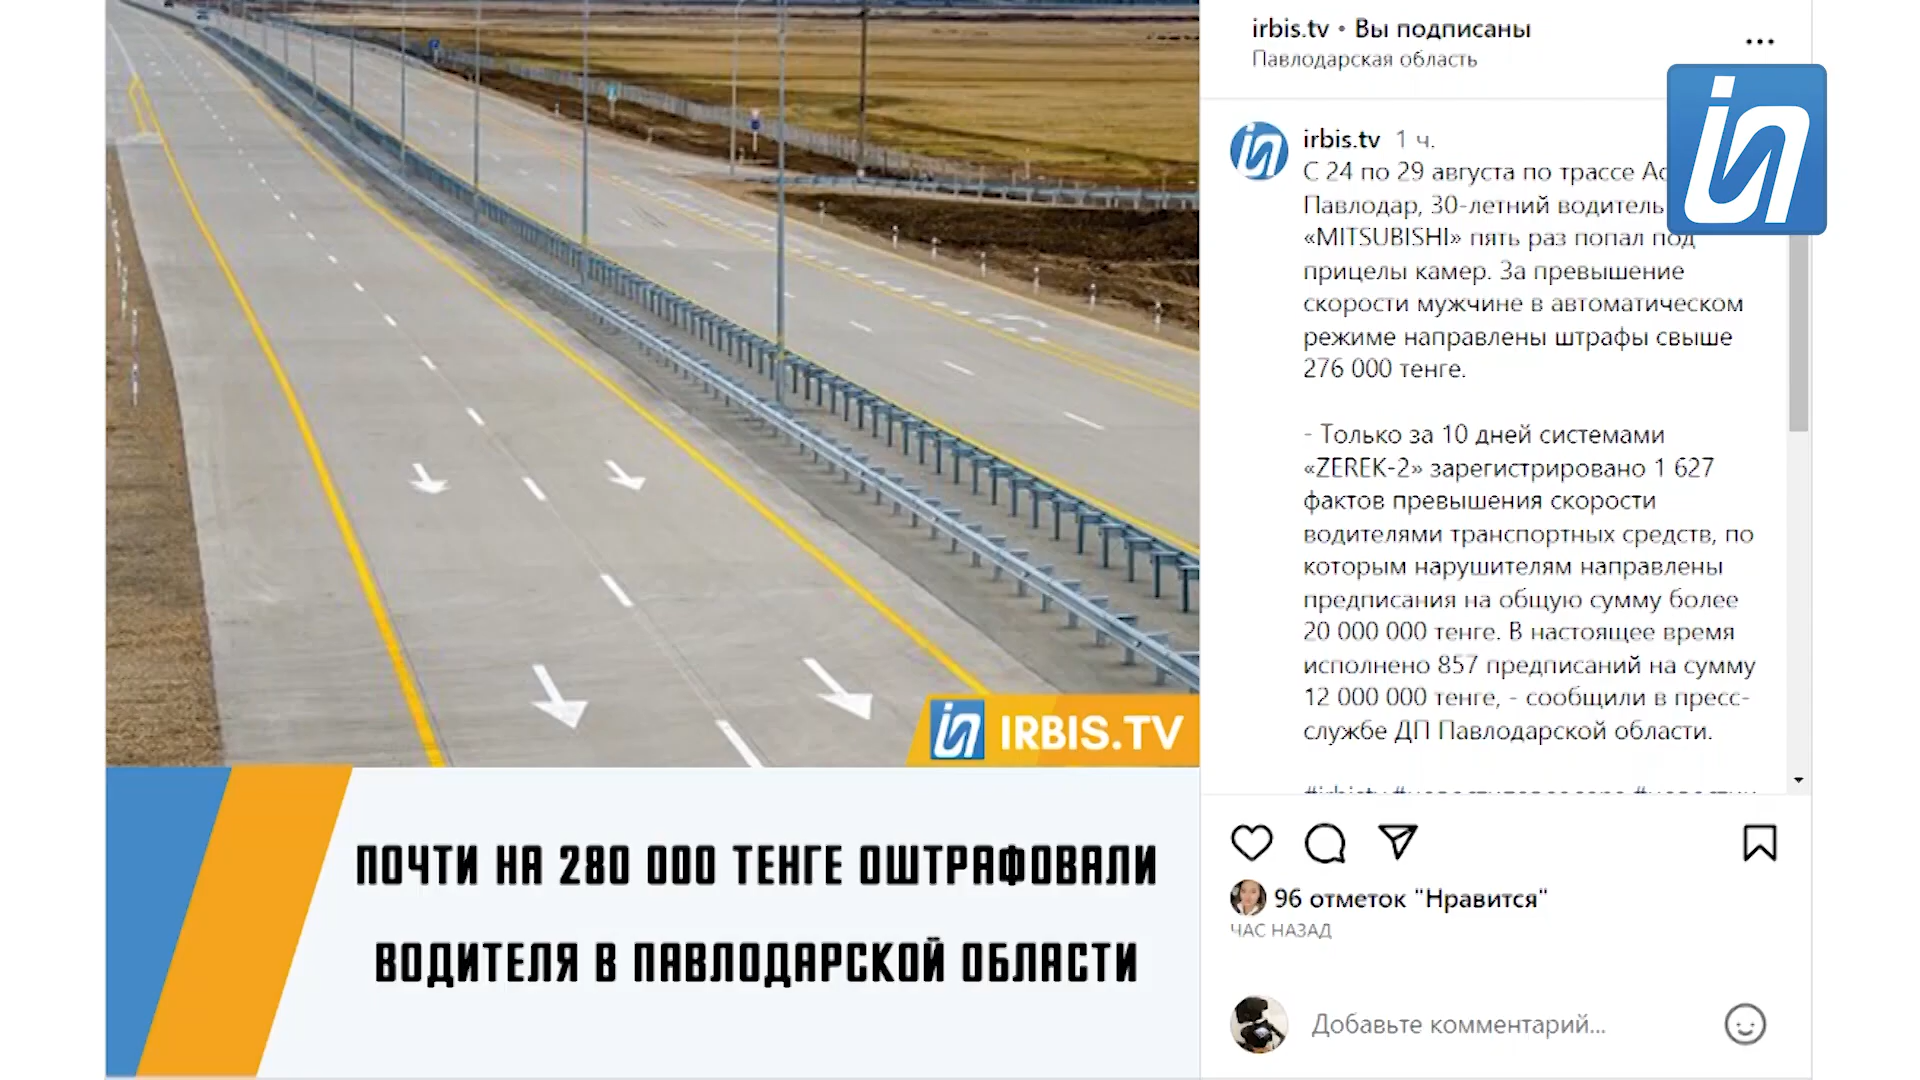 irbis.tv • Вы подписаны
Павлодарская область
irbis.tv 1 ч.
С 24 по 29 августа по трассе
Павлодар, 30-летний водитель
«MITSUBISHI» пять раз попал под
прицелы камер. За превышение
скорости мужчине в автоматическом
режиме направлены штрафы свыше
276 000 тенге.
- Только за 10 дней системами
«ZEREK-2» зарегистрировано 1 627
фактов превышения скорости
водителями транспортных средств, по
которым нарушителям направлены
предписания на общую сумму более
20 000 000 тенге. В настоящее время
исполнено 857 предписаний на сумму
12 000 000 тенге, - сообщили в пресс-
службе ДП Павлодарской области.
IRBIS.TV
ПОЧТИ НА 280 000 ТЕНГЕ ОШТРАФОВАЛИ
ВОДИТЕЛЯ В ПАВЛОДАРСКОЙ ОБЛАСТИ
96 отметок "Нравится"
ЧАС НАЗАД
Добавьте комментарий...